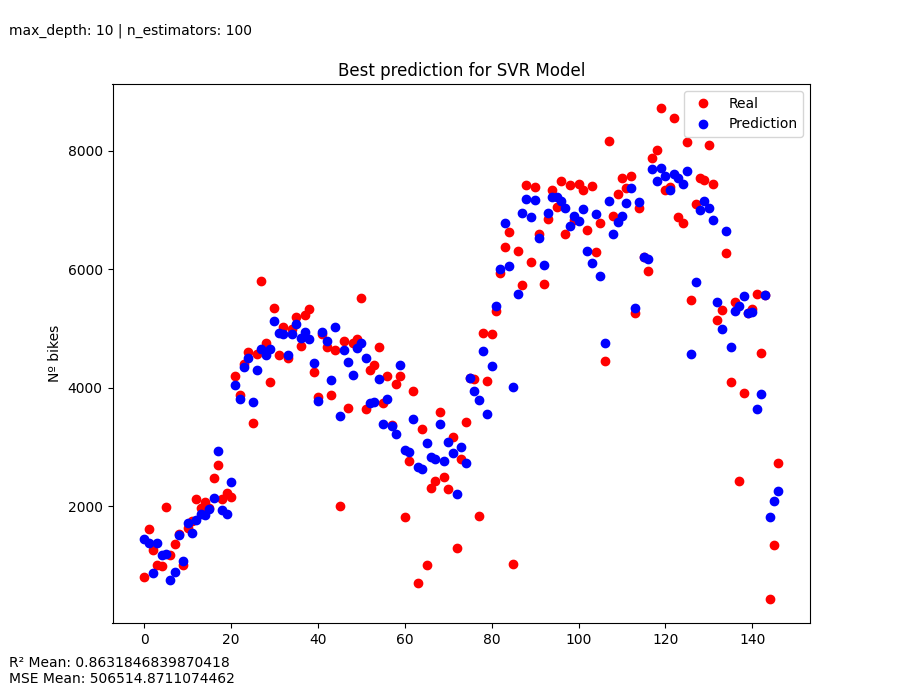 max_depth: 10 | n_estimators: 100
Best prediction for SVR Model
Real
Prediction
8000
6000
4000
2000
Nº bikes
0 20 40 60 80 100 120 140
R² Mean: 0.8631846839870418
MSE Mean: 506514.8711074462